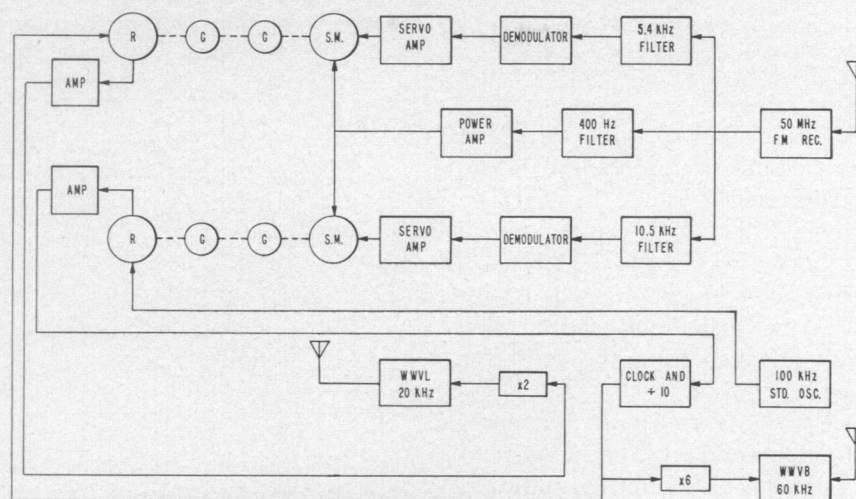 R
G
G
S.M.
SERVO
AMP
DEMODULATOR
5.4 KHz
FILTER
AMP
POWER
AMP
400 Hz
FILTER
50 MHz
FM REC.
AMP
R
G
G
S.M.
SERVO
AMP
DEMODULATOR
10.5 KHz
FILTER
WWVL
20 KHz
x2
CLOCK AND
÷ 10
100 KHz
STD. OSC.
x6
WWVB
60 KHz